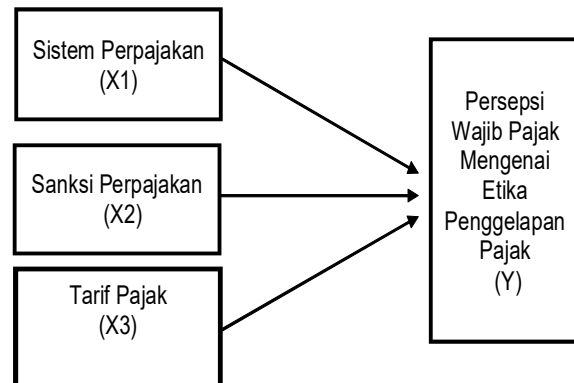 Sistem Perpajakan
(X1)
Sanksi Perpajakan
(X2)
Tarif Pajak
(X3)
Persepsi
Wajib Pajak
Mengenai
Etika
Penggelapan
Pajak
(Y)